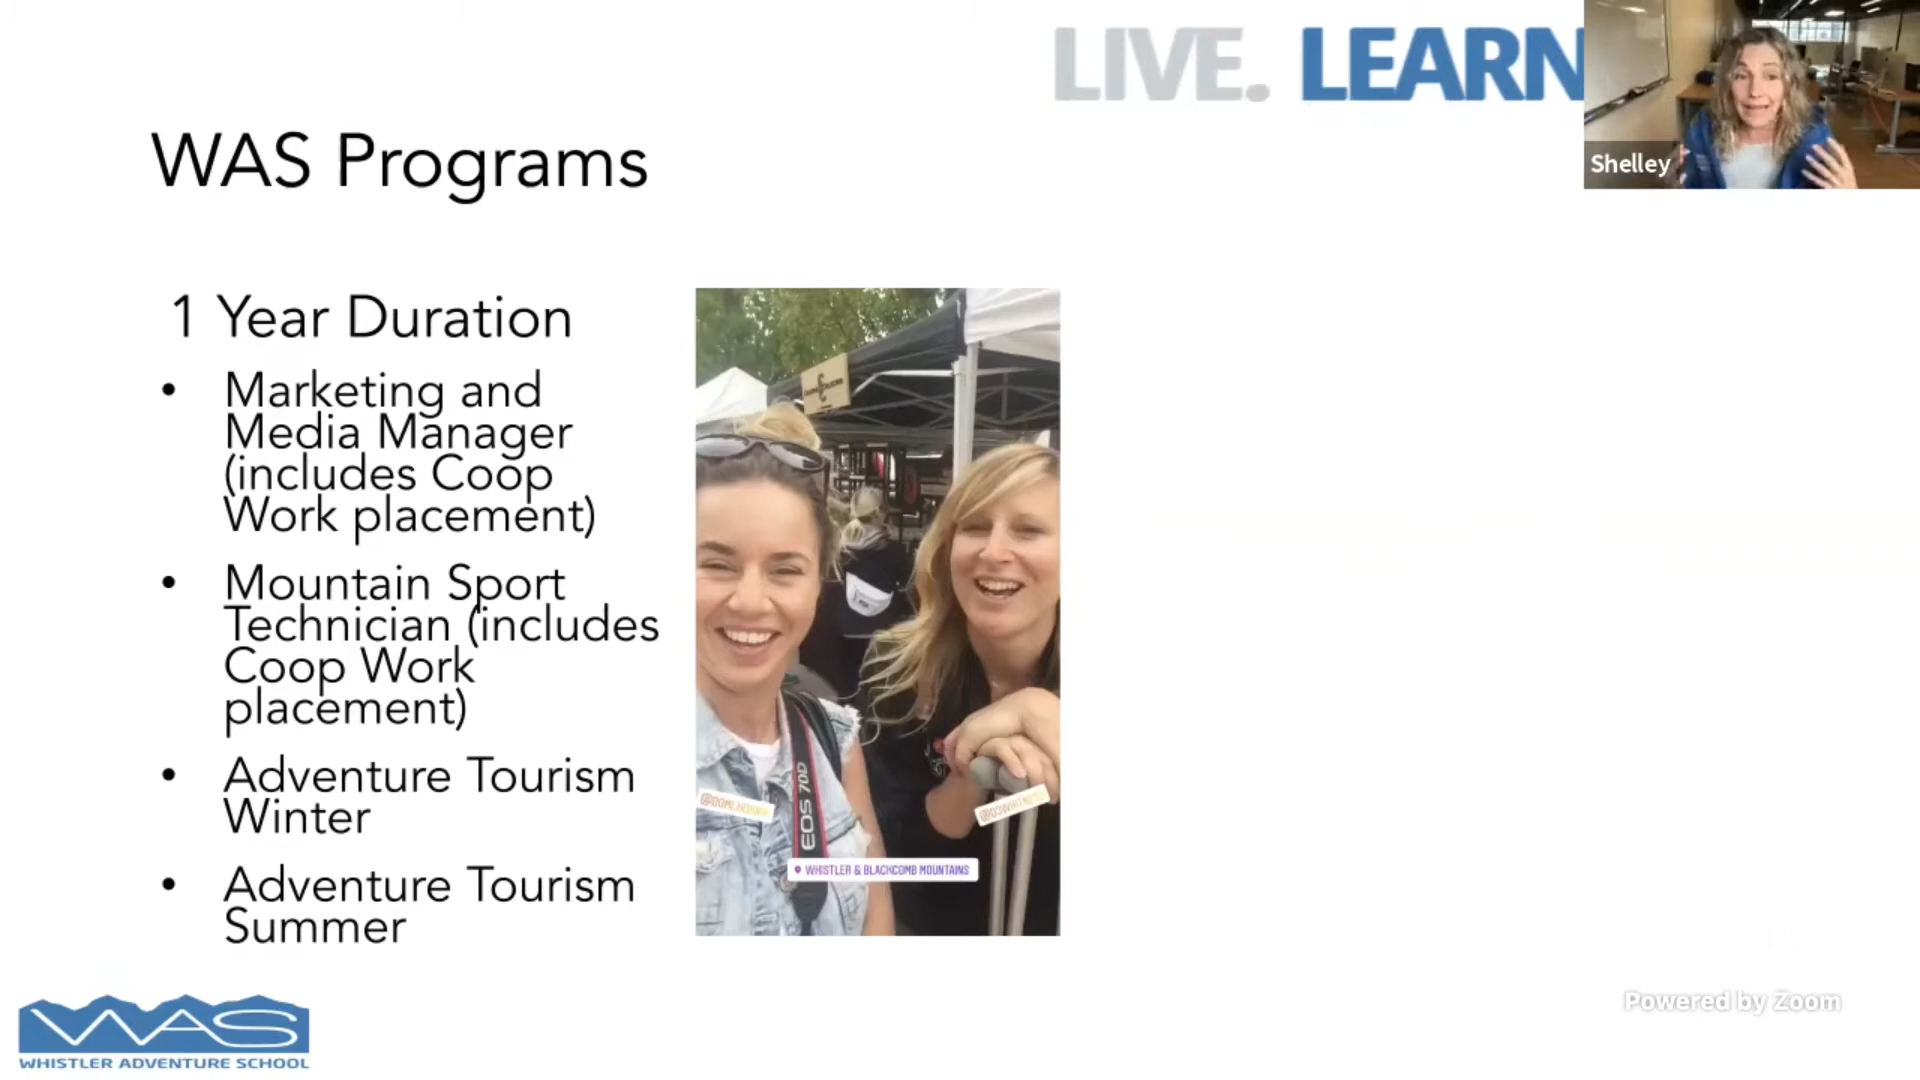 LIVE. LEARN
Shelley
WAS Programs
1 Year Duration
• Marketing and
Media Manager
(includes Coop
Work placement)
• Mountain Sport
Technician (includes
Coop Work
placement)
• Adventure Tourism
Winter
• Adventure Tourism
Summer
EOS 70D
WHISTLER & BLACKCOMB MOUNTAINS
WAS
WHISTLER ADVENTURE SCHOOL
Powered by Zoom